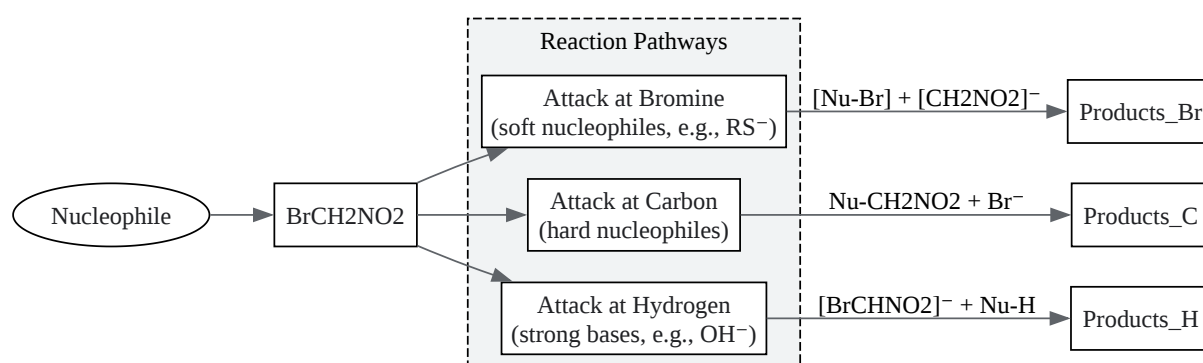 Reaction Pathways
Attack at Bromine
(soft nucleophiles, e.g., RS⁻)
[Nu-Br] + [CH2NO2]⁻
Products_Br
Nucleophile
BrCH2NO2
Attack at Carbon
(hard nucleophiles)
Nu-CH2NO2 + Br⁻
Products_C
Attack at Hydrogen
(strong bases, e.g., OH⁻)
[BrCHNO2]⁻ + Nu-H
Products_H